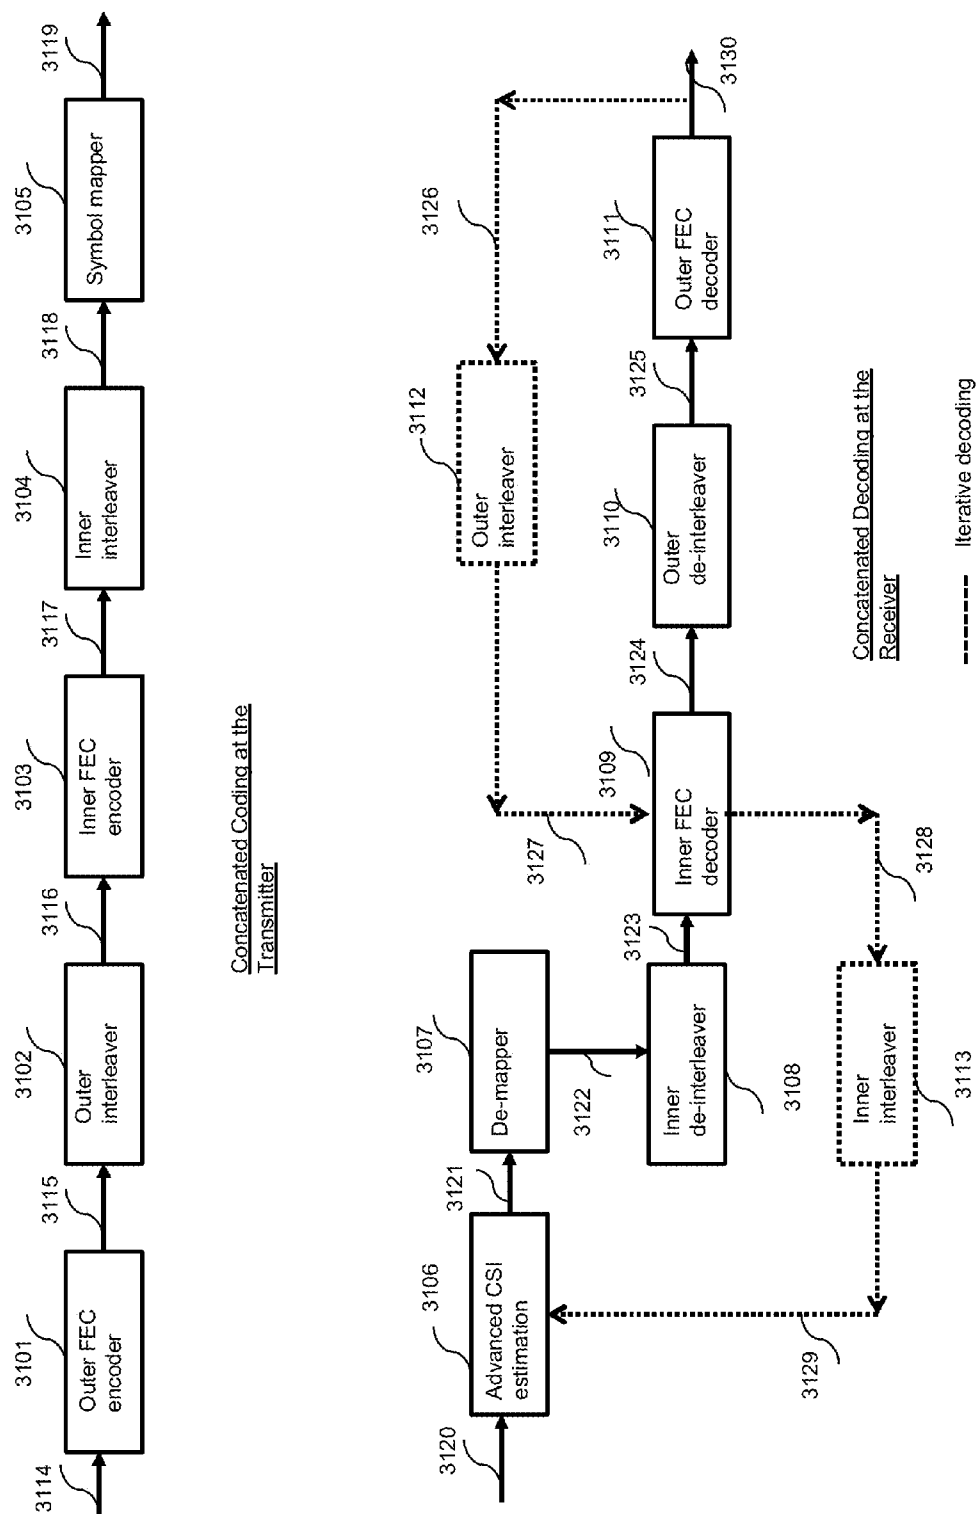 3114
3101
Outer FEC
encoder
3115
3102
Outer
interleaver
3116
3103
Inner FEC
encoder
3117
3104
Inner
interleaver
3118
3105
Symbol mapper
3119
Concatenated Coding at the
Transmitter
3120
3106
Advanced CSI
estimation
3121
3107
De-mapper
3122
Inner
de-interleaver
3108
3123
3109
Inner FEC
decoder
3124
3110
Outer
de-interleaver
3125
3111
Outer FEC
decoder
3130
3126
3112
Outer
interleaver
3127
3128
Inner
interleaver
3113
3129
Concatenated Decoding at the
Receiver
Iterative decoding